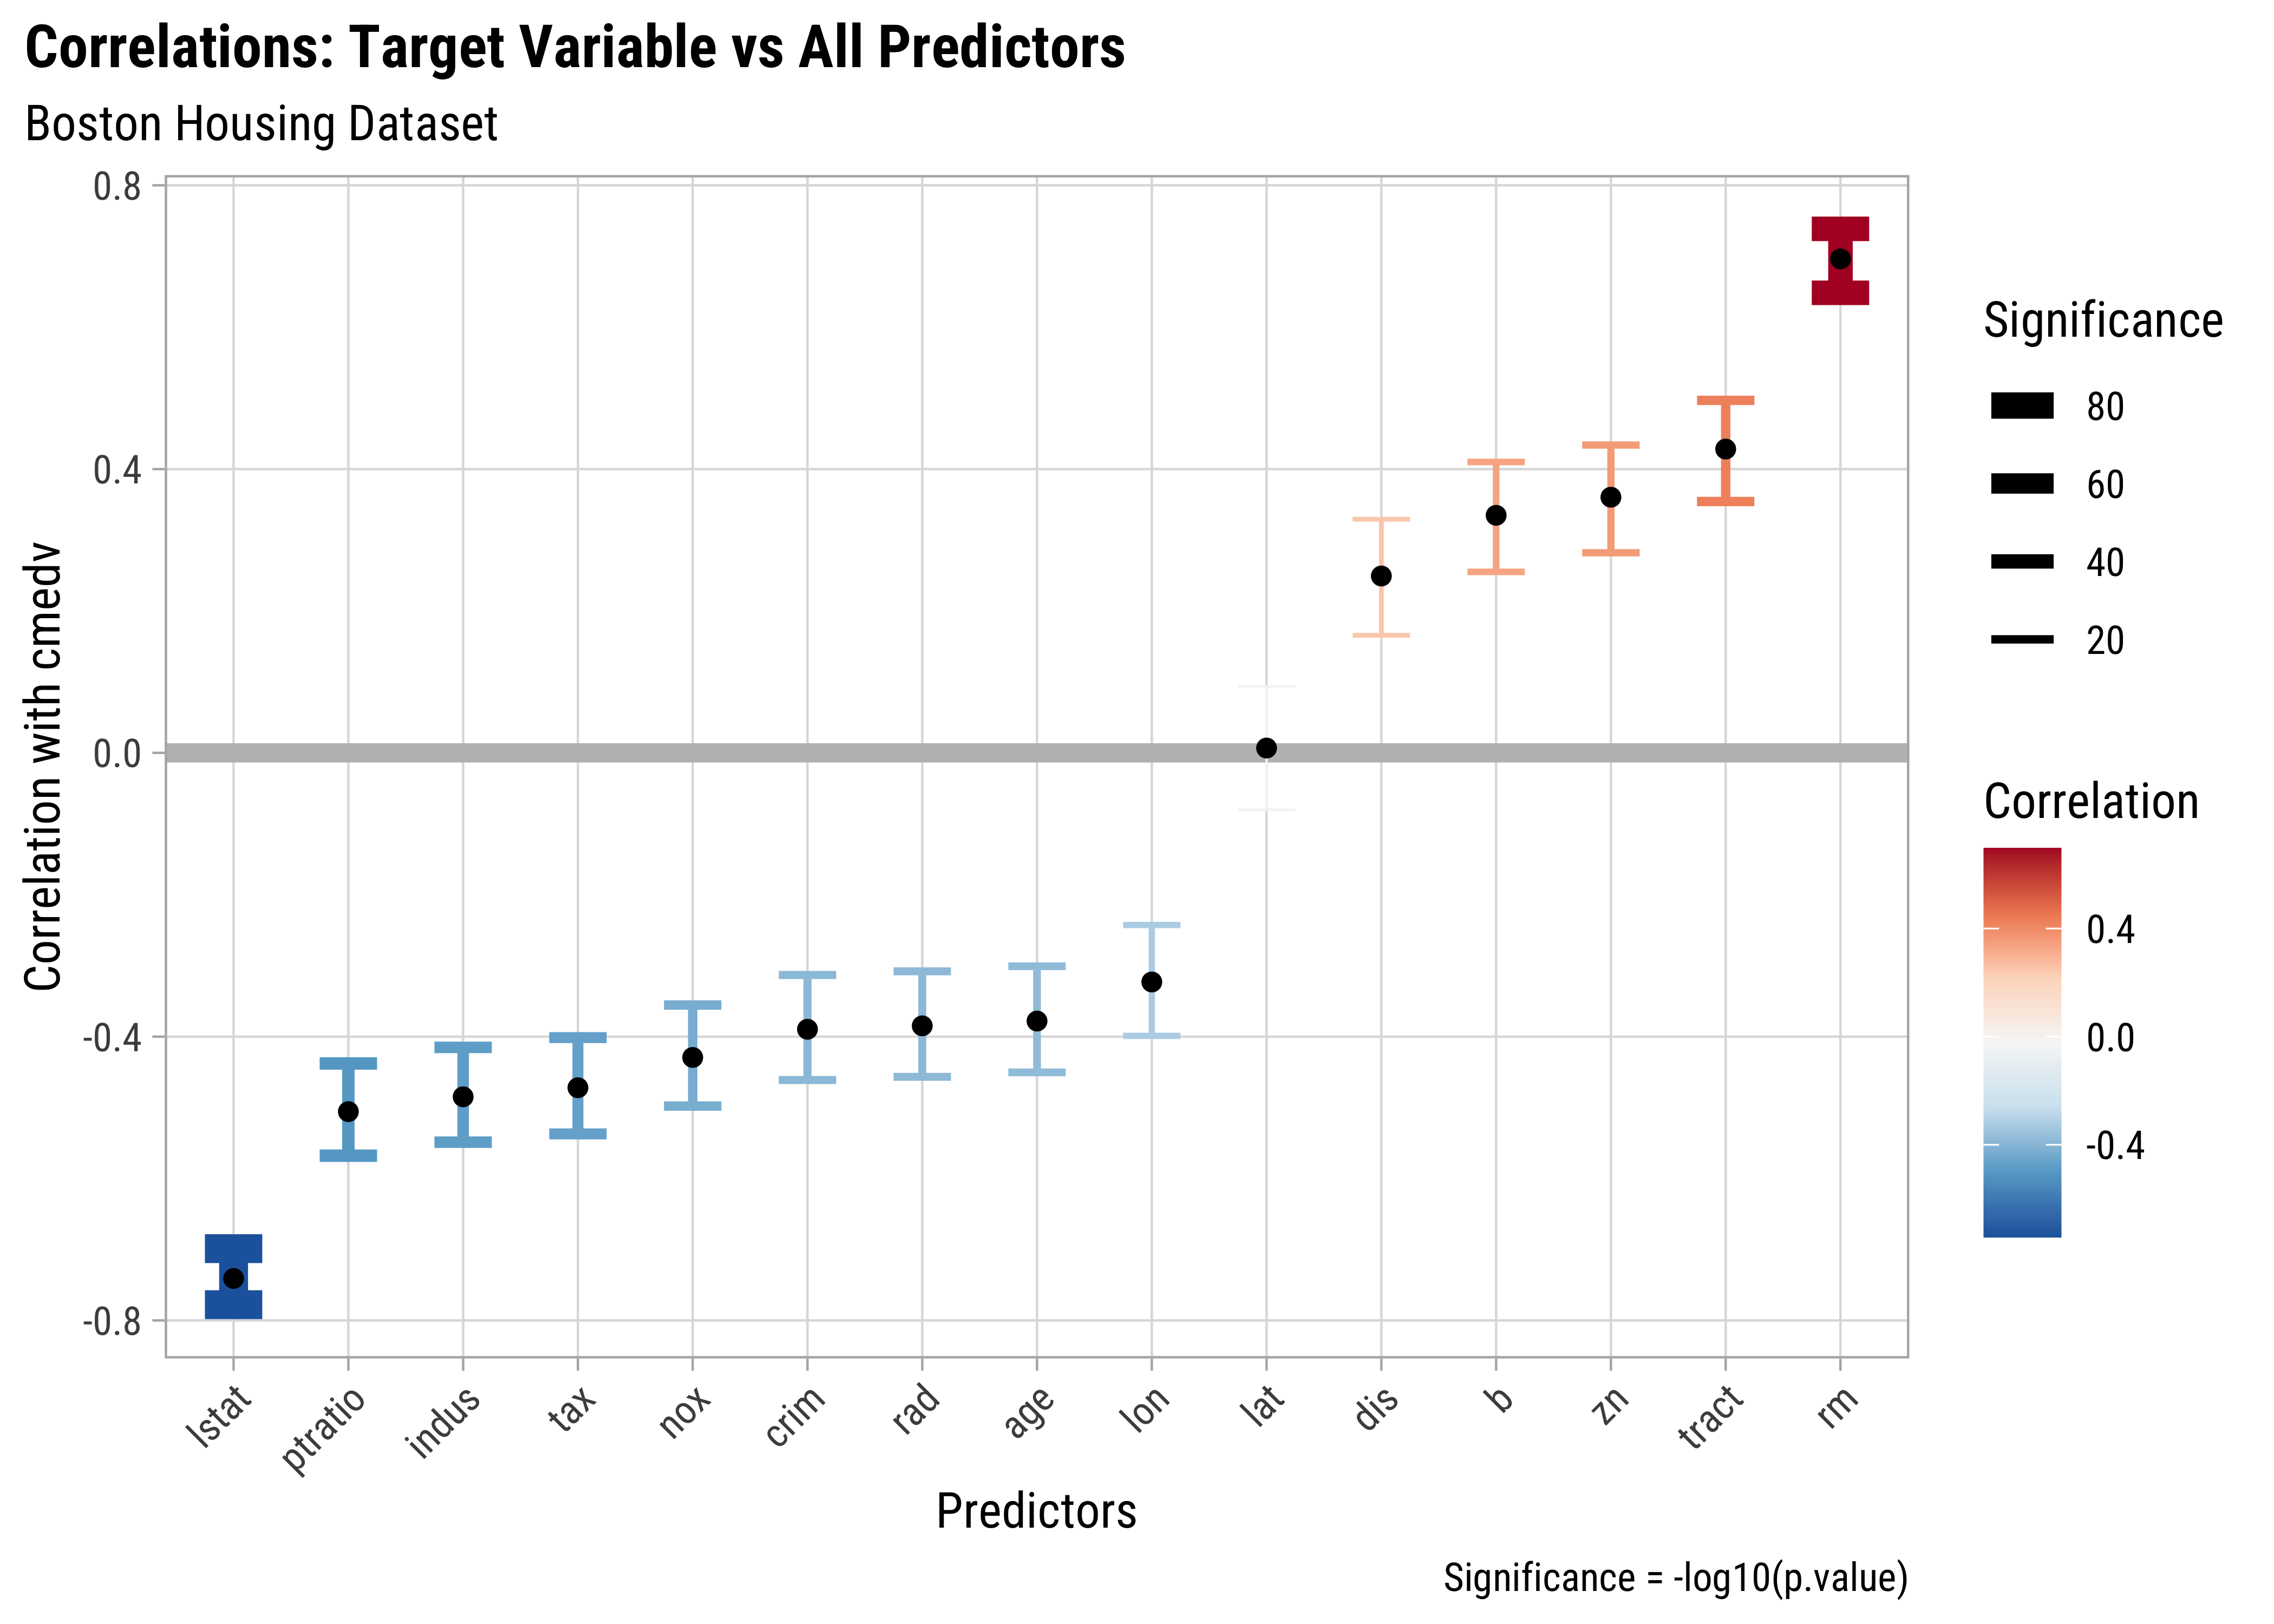 Correlations: Target Variable vs All Predictors
Boston Housing Dataset
Correlation with cmedv
0.8
0.4
0.0
-0.4
-0.8
lstat
ptratio
indus
tax
nox
crim
rad
age
lon
lat
dis
b
zn
tract
rm
Predictors
Significance
80
60
40
20
Correlation
0.4
0.0
-0.4
Significance = -log10(p.value)